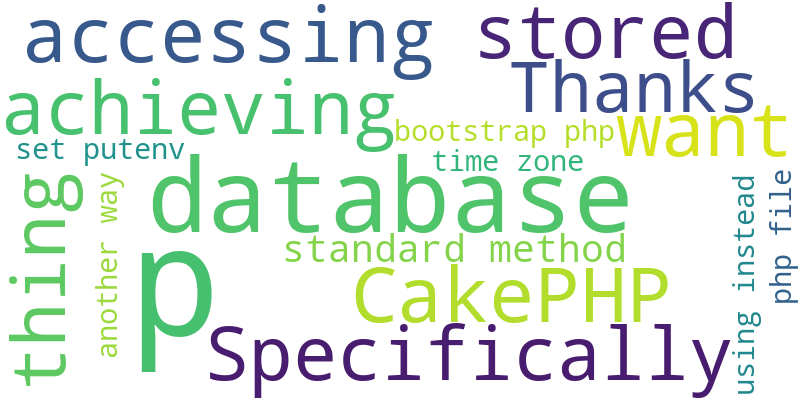 accessing
stored
Thanks
achieving
bootstrap php
want
set putenv
time zone
database
thing
another way
p
standard method
CakePHP
using instead
php file
Specifically